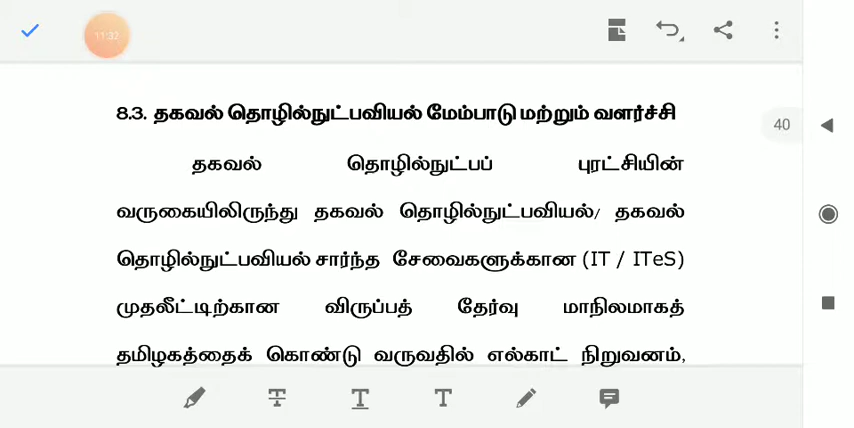 11:32
8.3. தகவல் தொழில்நுட்பவியல் மேம்பாடு மற்றும் வளர்ச்சி
40
தகவல் தொழில்நுட்பப் புரட்சியின்
வருகையிலிருந்து தகவல் தொழில்நுட்பவியல்/ தகவல்
தொழில்நுட்பவியல் சார்ந்த சேவைகளுக்கான (IT / ITeS)
முதலீட்டிற்கான விருப்பத் தேர்வு மாநிலமாகத்
தமிழகத்தைக் கொண்டு வருவதில் எல்காட் நிறுவனம்,